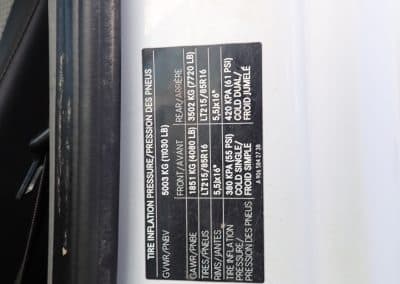 TIRE INFLATION PRESSURE/PRESSION DES PNEUS
GVWR/PNBV 5003 KG (11030 LB)
FRONT/AVANT REAR/ARRIÈRE
GAWR/PNBE 1851 KG (4080 LB) 3502 KG (7720 LB)
TIRES/PNEUS LT215/85R16 LT215/85R16
RIMS/JANTES 5,5Jx16" 5,5Jx16"
TIRE INFLATION 380 KPA (55 PSI) 420 KPA (61 PSI)
PRESSURE COLD SINGLE/ COLD DUAL/
/PRESSION DES PNEUS FROID SIMPLE FROID JUMELÉ